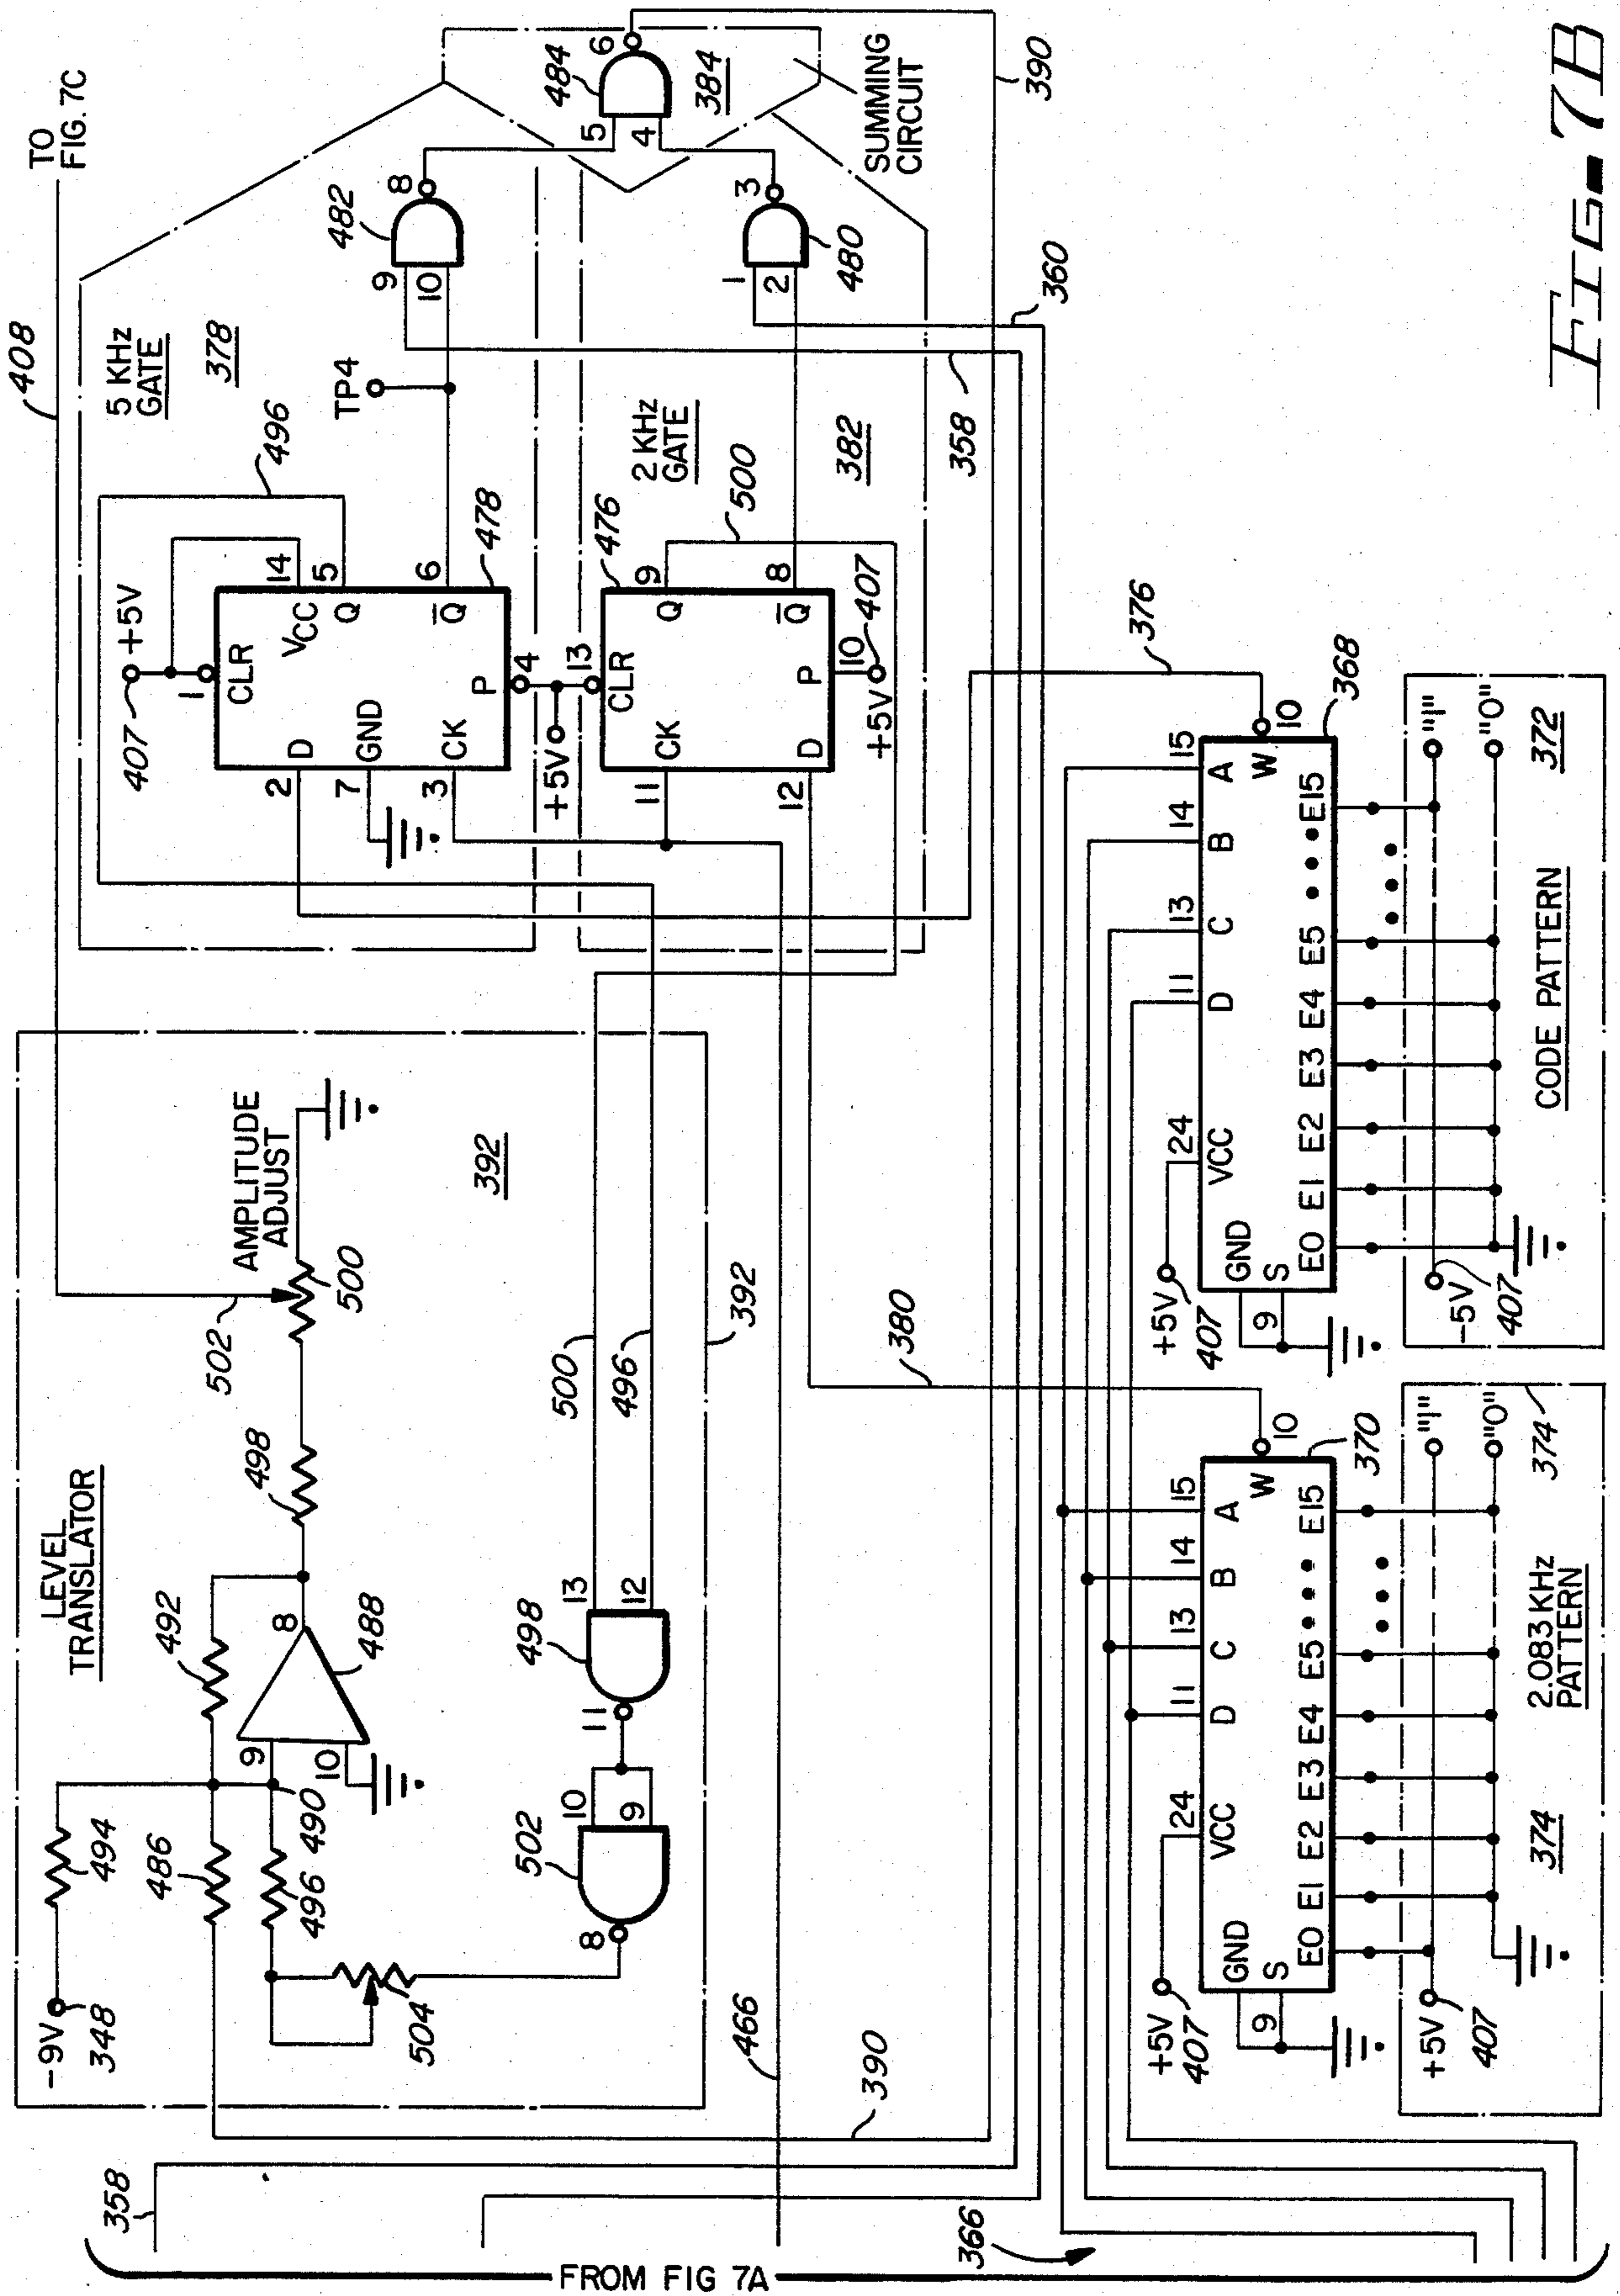 FROM FIG 7A
358
366
466
390
-9V
348
494
486
496
490
492
LEVEL
TRANSLATOR
9
10
8
488
498
502
AMPLITUDE
ADJUST
500
392
504
8
502
10
9
11
498
13
12
500
496
392
380
408
TO
FIG. 7C
5 KHz
GATE
378
496
407
+5V
1
CLR
14
VCC
5
Q
6
Q
D
2
GND
7
CK
3
P
4
478
TP4
9
10
482
8
+5V
13
CLR
476
2 KHz
GATE
382
CK
11
D
12
Q
9
Q
8
P
10
407
+5V
500
1
2
480
3
358
360
5
4
484
6
384
SUMMING
CIRCUIT
390
376
+5V
407
24
VCC
11
D
13
C
14
B
15
A
W
10
370
GND
S
9
E0 E1 E2 E3 E4 E5 E15
+5V
407
374
2.083 KHz
PATTERN
"1"
"0"
374
+5V
407
24
VCC
11
D
13
C
14
B
15
A
W
10
368
GND
S
9
E0 E1 E2 E3 E4 E5 E15
-5V
407
CODE PATTERN
372
"1"
"0"
FIG-7B